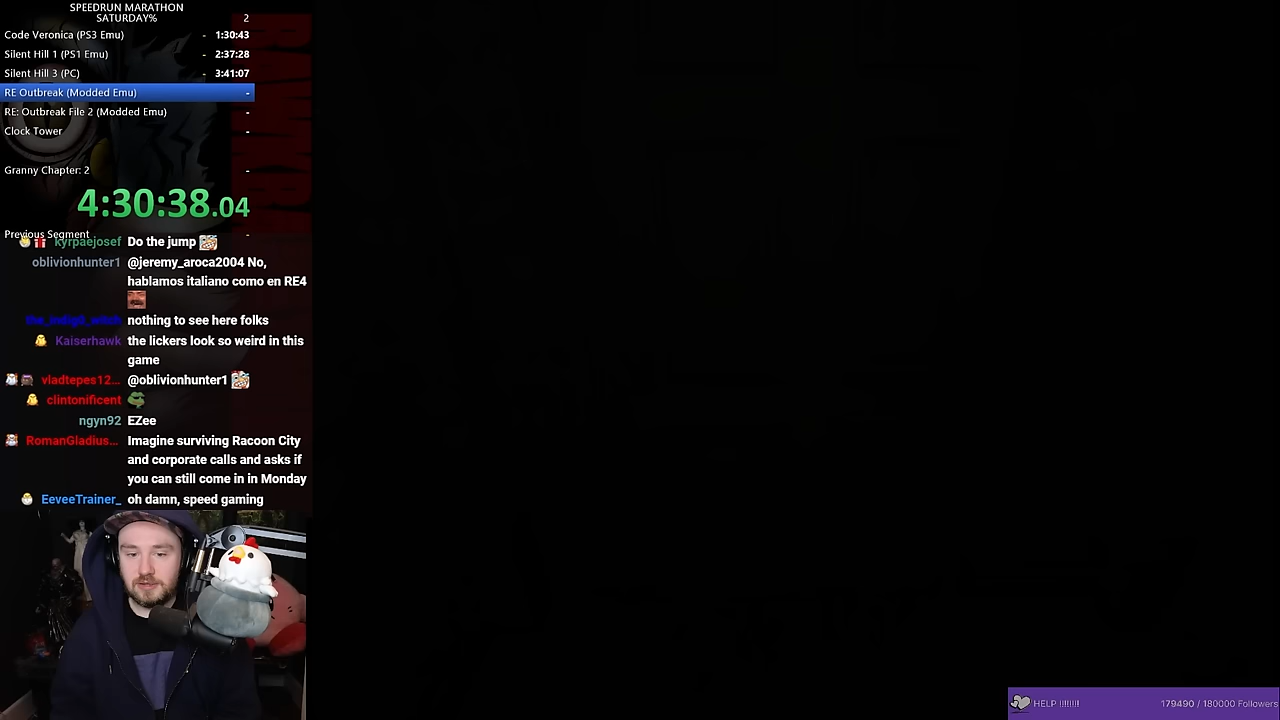 SPEEDRUN MARATHON
SATURDAY% 2
Code Veronica (PS3 Emu) - 1:30:43
Silent Hill 1 (PS1 Emu) - 2:37:28
Silent Hill 3 (PC) - 3:41:07
RE Outbreak (Modded Emu) -
RE: Outbreak File 2 (Modded Emu) -
Clock Tower -
Granny Chapter: 2 -
4:30:38.04
Previous Segment -
kyrpaejosef Do the jump
oblivionhunter1 @jeremy_aroca2004 No,
hablamos italiano como en RE4
the_indigo_witch nothing to see here folks
Kaiserhawk the lickers look so weird in this
game
vladtepes12… @oblivionhunter1
clintonificent
ngyn92 EZee
RomanGladius… Imagine surviving Racoon City
and corporate calls and asks if
you can still come in in Monday
EeveeTrainer_ oh damn, speed gaming
HELP !!!!!!! 179490 / 180000 Followers